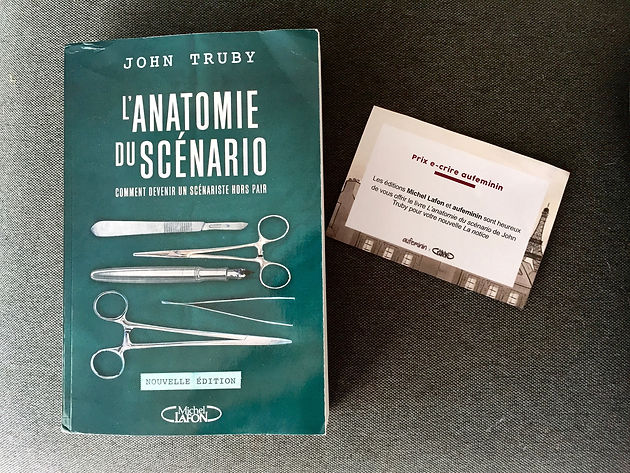 JOHN TRUBY
L'ANATOMIE
DU SCÉNARIO
COMMENT DEVENIR UN SCÉNARISTE HORS PAIR
NOUVELLE ÉDITION
Michel
LAFON
Prix e-crire aufeminin
Les éditions Michel Lafon et aufeminin sont heureux
de vous offrir le livre L'anatomie du scénario de John
Truby pour votre nouvelle La notice
aufeminin